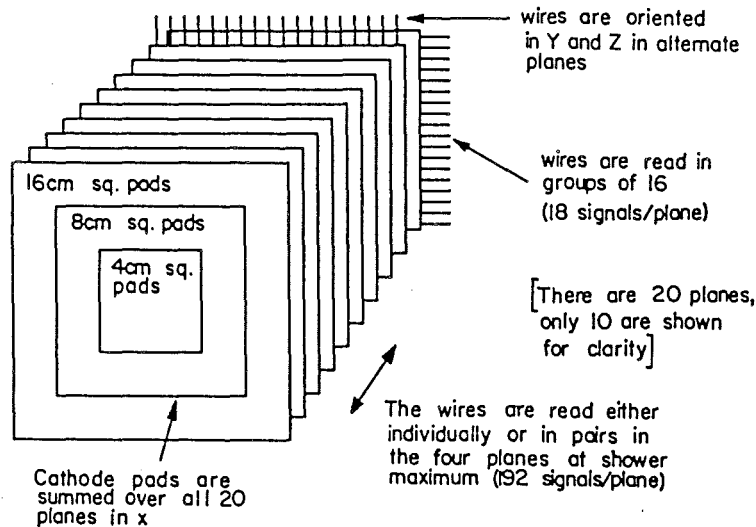 wires are oriented
in Y and Z in alternate
planes
wires are read in
groups of 16
(18 signals/plane)
16cm sq. pads
8cm sq. pads
4cm sq.
pads
[There are 20 planes,
only 10 are shown
for clarity]
The wires are read either
individually or in pairs in
the four planes at shower
maximum (192 signals/plane)
Cathode pads are
summed over all 20
planes in x